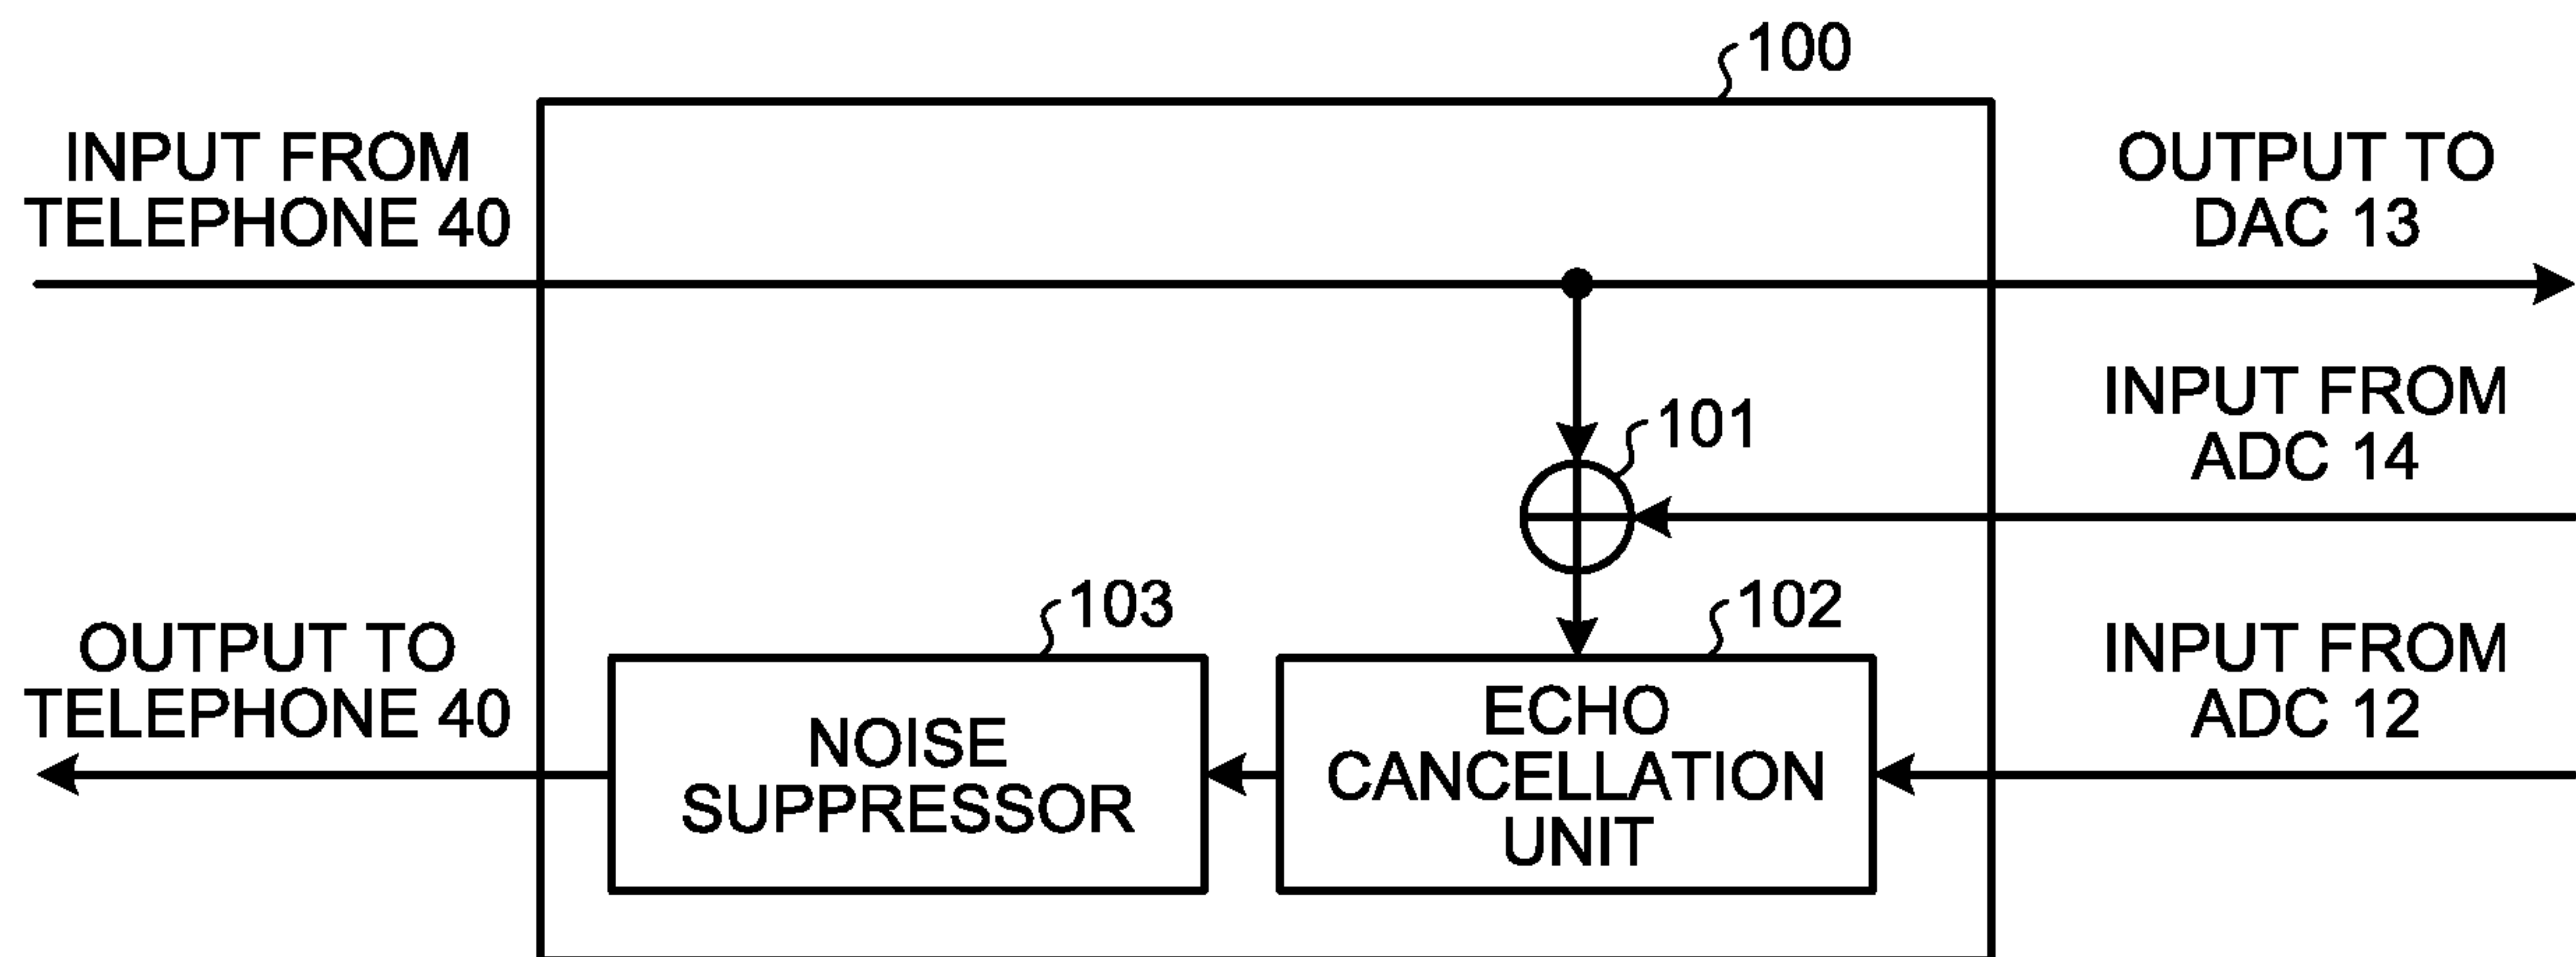 100
INPUT FROM
TELEPHONE 40
OUTPUT TO
DAC 13
INPUT FROM
ADC 14
101
103
102
OUTPUT TO
TELEPHONE 40
INPUT FROM
ADC 12
NOISE
SUPPRESSOR
ECHO
CANCELLATION
UNIT